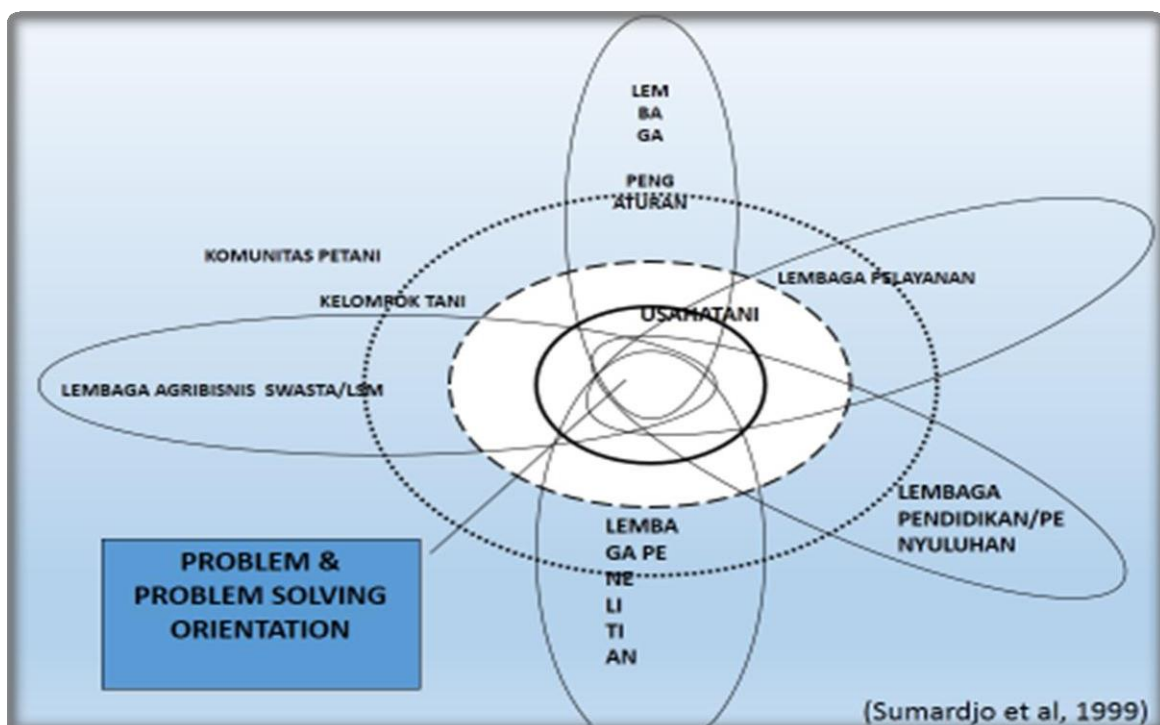 LEM
BA
GA
PENG
ATURAN
KOMUNITAS PETANI
LEMBAGA PELAYANAN
KELOMPOK TANI
USAHATANI
LEMBAGA AGRIBISNIS SWASTA/LSM
LEMBAGA
PENDIDIKAN/PE
NYULUHAN
LEMBA
GA PE
NE
LI
TI
AN
PROBLEM &
PROBLEM SOLVING
ORIENTATION
(Sumardjo et al, 1999)